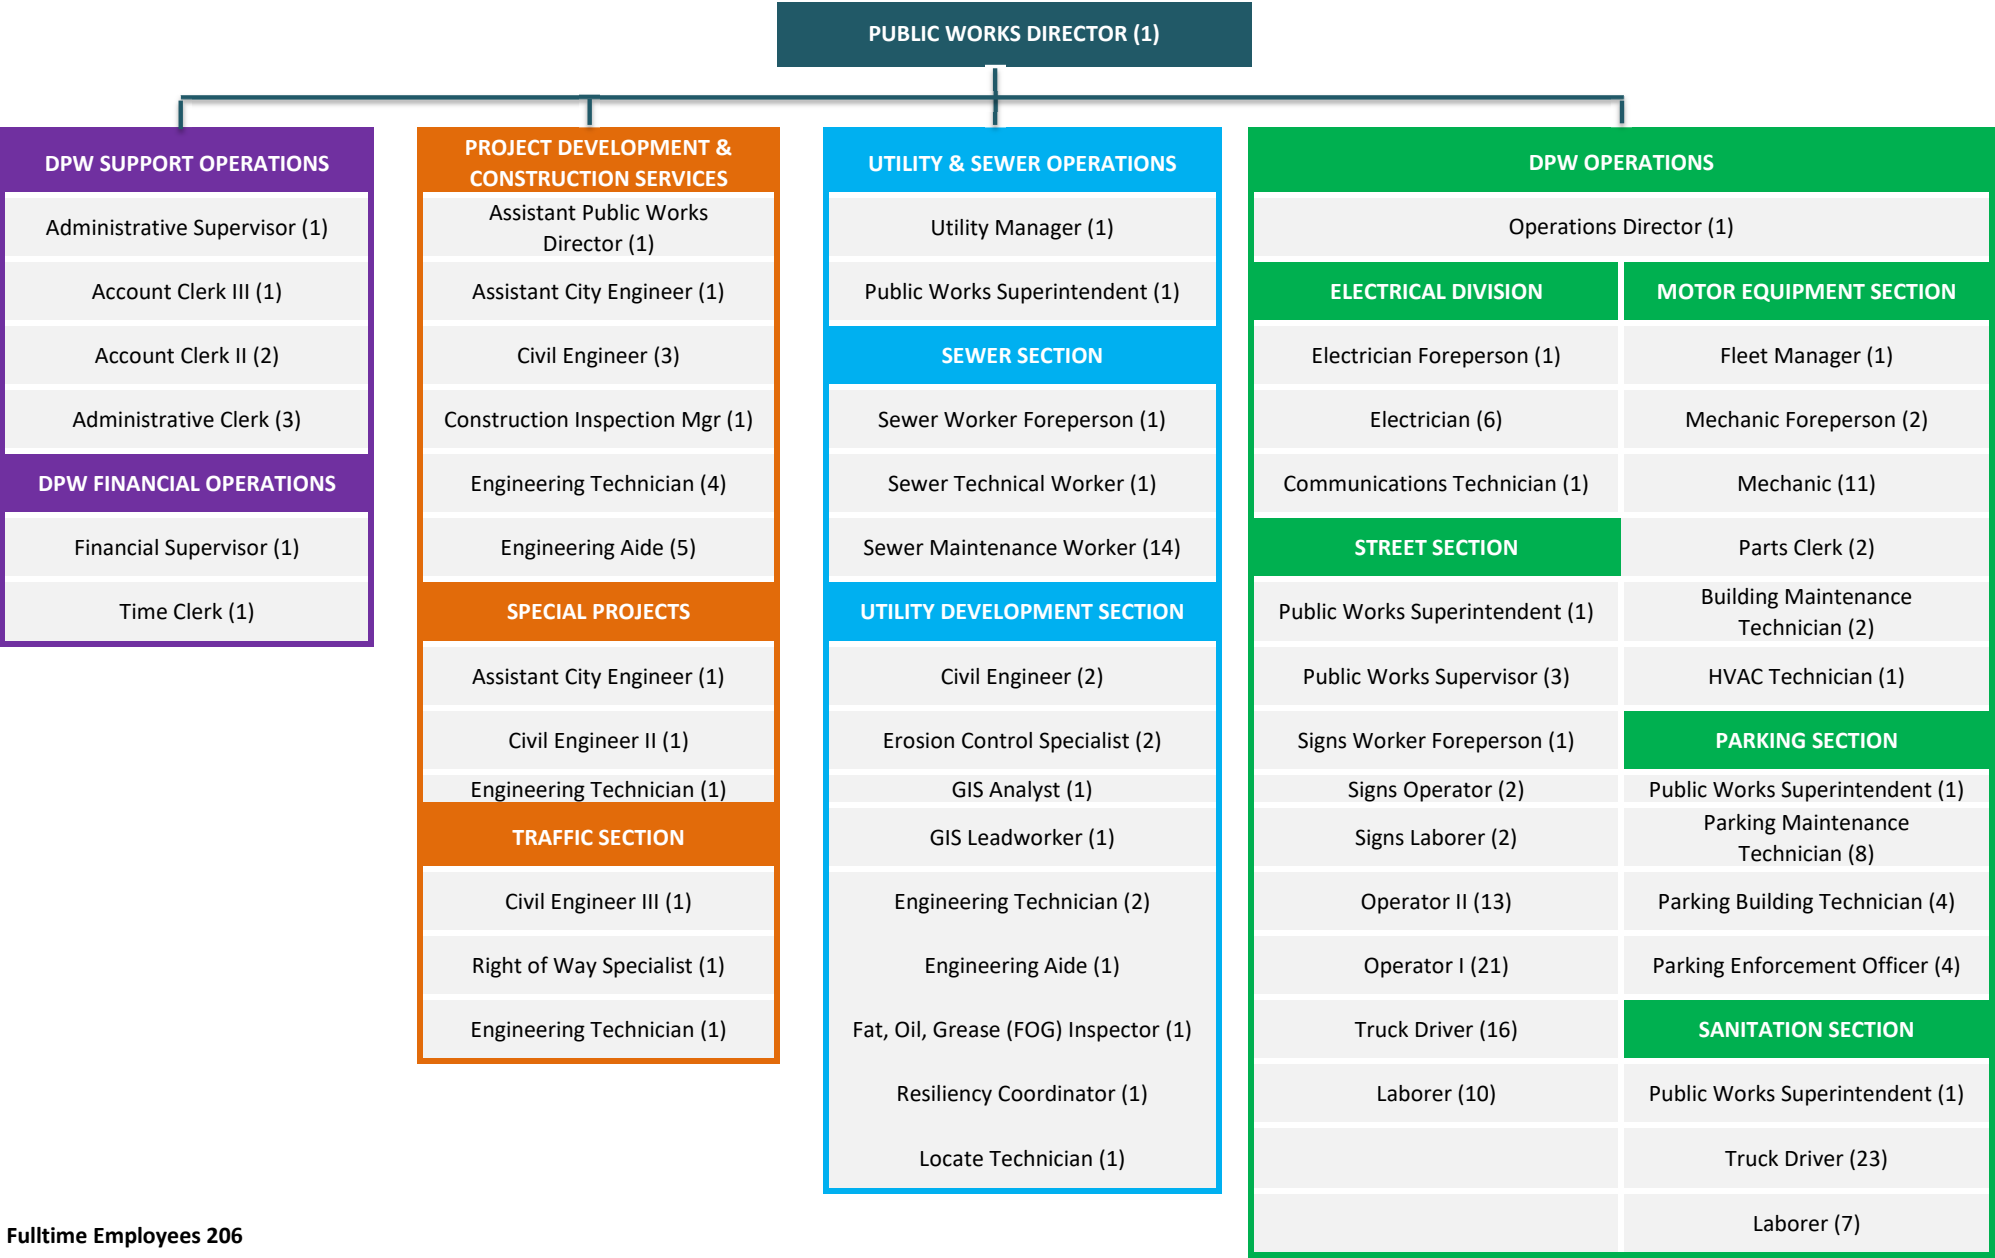 PUBLIC WORKS DIRECTOR (1)
DPW SUPPORT OPERATIONS
Administrative Supervisor (1)
Account Clerk III (1)
Account Clerk II (2)
Administrative Clerk (3)
DPW FINANCIAL OPERATIONS
Financial Supervisor (1)
Time Clerk (1)
PROJECT DEVELOPMENT &
CONSTRUCTION SERVICES
Assistant Public Works
Director (1)
Assistant City Engineer (1)
Civil Engineer (3)
Construction Inspection Mgr (1)
Engineering Technician (4)
Engineering Aide (5)
SPECIAL PROJECTS
Assistant City Engineer (1)
Civil Engineer II (1)
Engineering Technician (1)
TRAFFIC SECTION
Civil Engineer III (1)
Right of Way Specialist (1)
Engineering Technician (1)
UTILITY & SEWER OPERATIONS
Utility Manager (1)
Public Works Superintendent (1)
SEWER SECTION
Sewer Worker Foreperson (1)
Sewer Technical Worker (1)
Sewer Maintenance Worker (14)
UTILITY DEVELOPMENT SECTION
Civil Engineer (2)
Erosion Control Specialist (2)
GIS Analyst (1)
GIS Leadworker (1)
Engineering Technician (2)
Engineering Aide (1)
Fat, Oil, Grease (FOG) Inspector (1)
Resiliency Coordinator (1)
Locate Technician (1)
DPW OPERATIONS
Operations Director (1)
ELECTRICAL DIVISION
Electrician Foreperson (1)
Electrician (6)
Communications Technician (1)
STREET SECTION
Public Works Superintendent (1)
Public Works Supervisor (3)
Signs Worker Foreperson (1)
Signs Operator (2)
Signs Laborer (2)
Operator II (13)
Operator I (21)
Truck Driver (16)
Laborer (10)
MOTOR EQUIPMENT SECTION
Fleet Manager (1)
Mechanic Foreperson (2)
Mechanic (11)
Parts Clerk (2)
Building Maintenance
Technician (2)
HVAC Technician (1)
PARKING SECTION
Public Works Superintendent (1)
Parking Maintenance
Technician (8)
Parking Building Technician (4)
Parking Enforcement Officer (4)
SANITATION SECTION
Public Works Superintendent (1)
Truck Driver (23)
Laborer (7)
Fulltime Employees 206